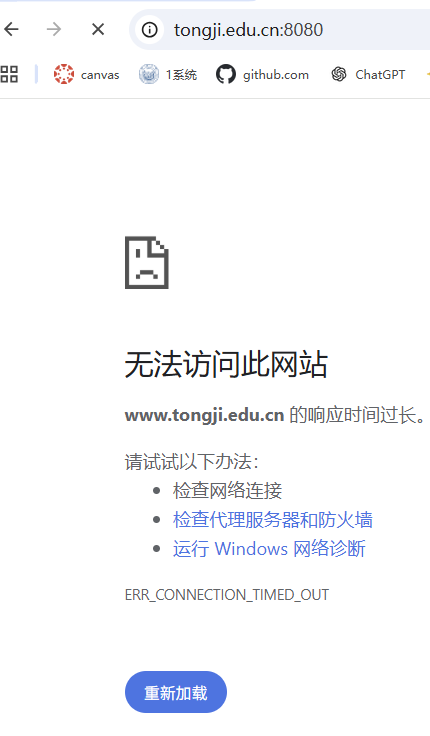 tongji.edu.cn:8080
canvas 1系统 github.com ChatGPT
无法访问此网站
www.tongji.edu.cn 的响应时间过长。
请试试以下办法：
检查网络连接
检查代理服务器和防火墙
运行 Windows 网络诊断
ERR_CONNECTION_TIMED_OUT
重新加载